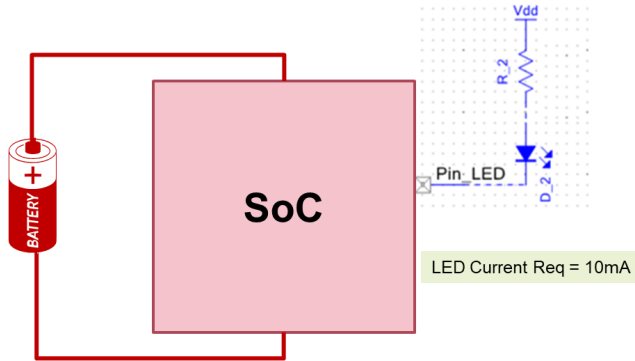 Vdd
R_2
Pin_LED
D_2
+
BATTERY
SoC
LED Current Req = 10mA